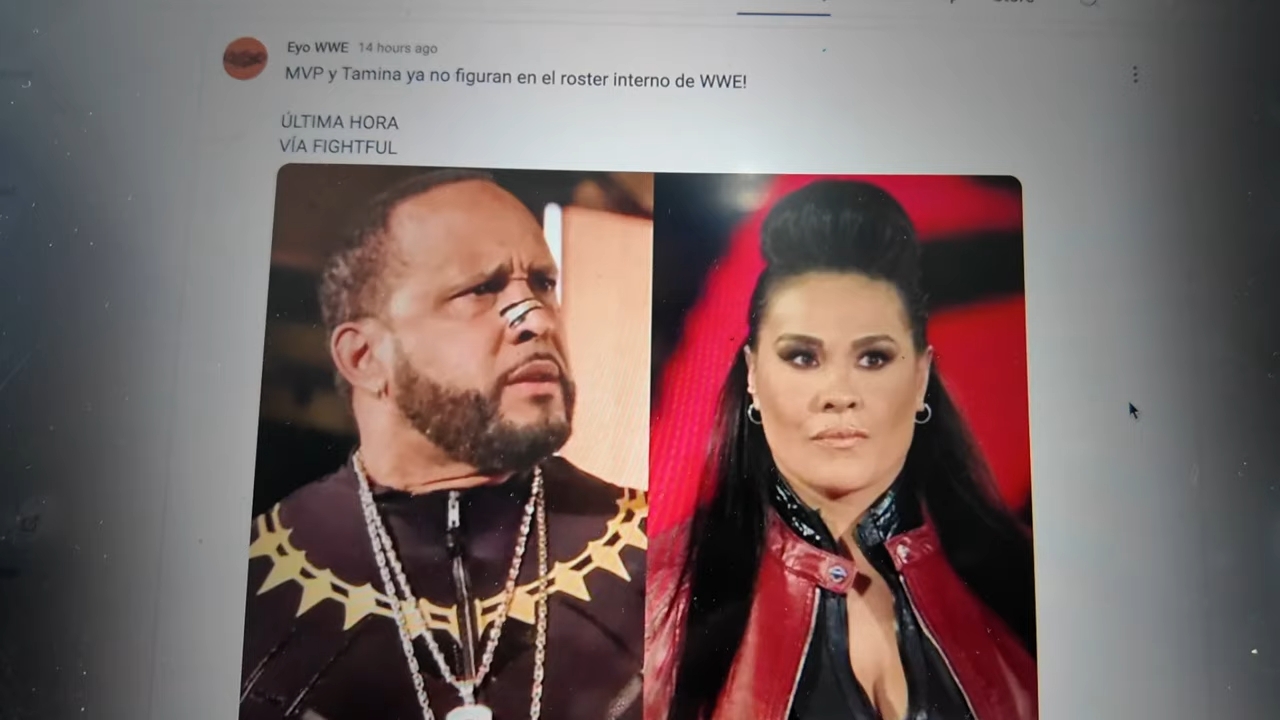 Eyo WWE 14 hours ago
MVP y Tamina ya no figuran en el roster interno de WWE!
ÚLTIMA HORA
VÍA FIGHTFUL